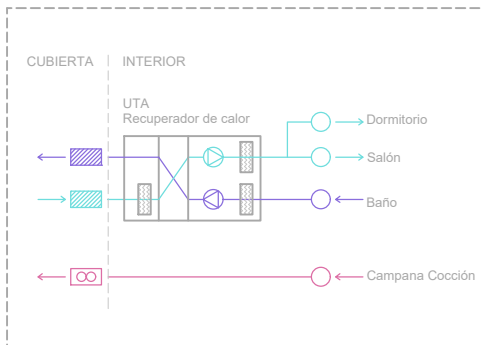 CUBIERTA
INTERIOR
UTA
Recuperador de calor
Dormitorio
Salón
Baño
Campana Cocción